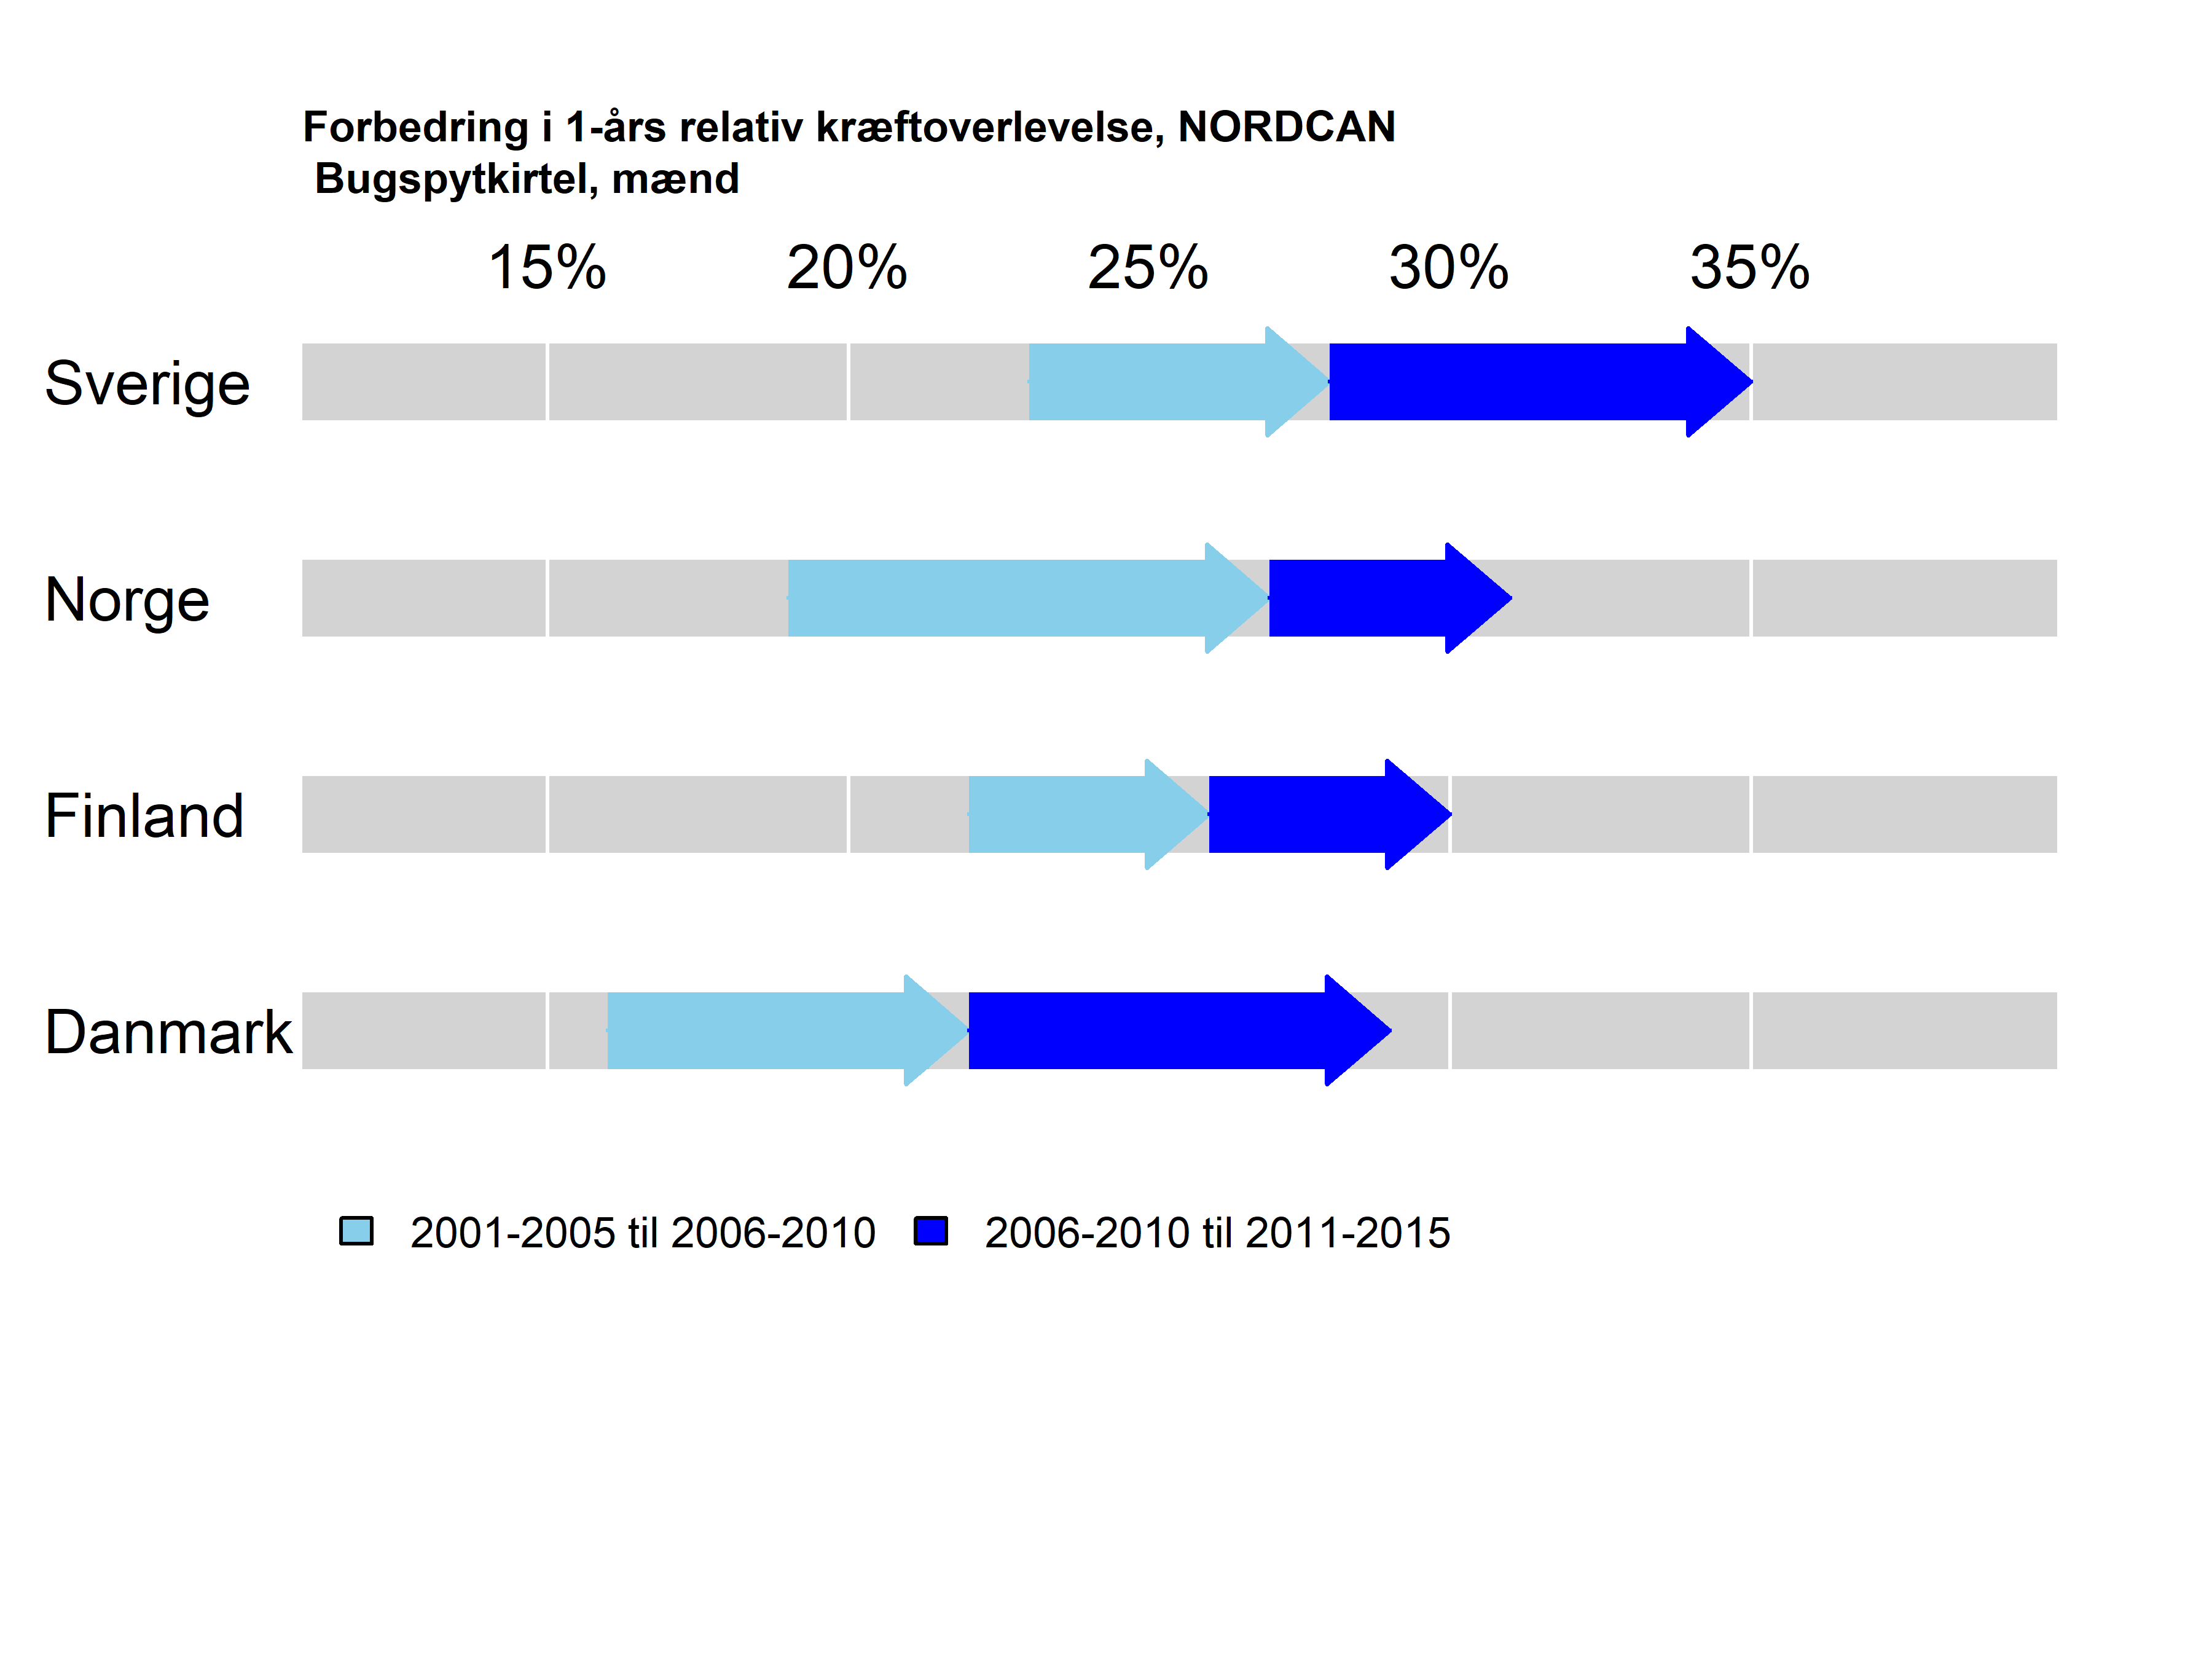 Forbedring i 1-års relativ kræftoverlevelse, NORDCAN
Bugspytkirtel, mænd
15% 20% 25% 30% 35%
Sverige
Norge
Finland
Danmark
2001-2005 til 2006-2010 2006-2010 til 2011-2015